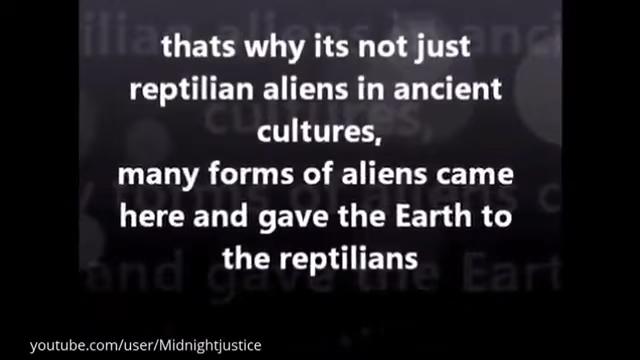 thats why its not just
reptilian aliens in ancient
cultures,
many forms of aliens came
here and gave the Earth to
the reptilians
youtube.com/user/Midnightjustice